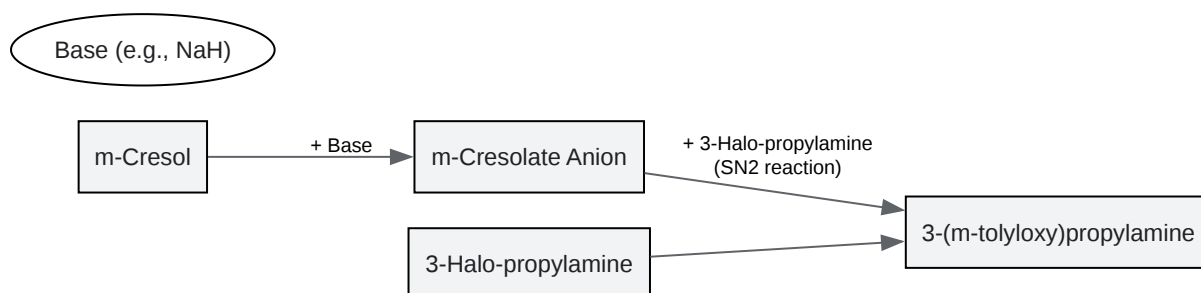 Base (e.g., NaH)
m-Cresol
+ Base
m-Cresolate Anion
+ 3-Halo-propylamine
(SN2 reaction)
3-Halo-propylamine
3-(m-tolyloxy)propylamine